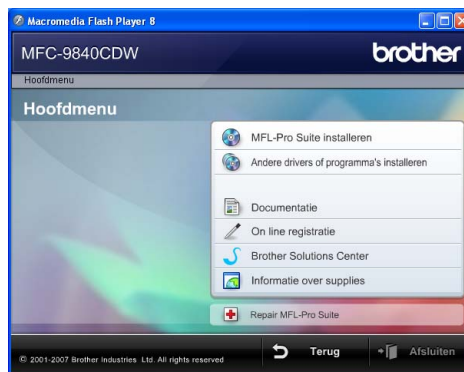 Macromedia Flash Player 8
MFC-9840CDW
brother
Hoofdmenu
Hoofdmenu
MFL-Pro Suite installeren
Andere drivers of programma's installeren
Documentatie
On line registratie
Brother Solutions Center
Informatie over supplies
Repair MFL-Pro Suite
© 2001-2007 Brother Industries Ltd. All rights reserved
Terug
Afsluiten